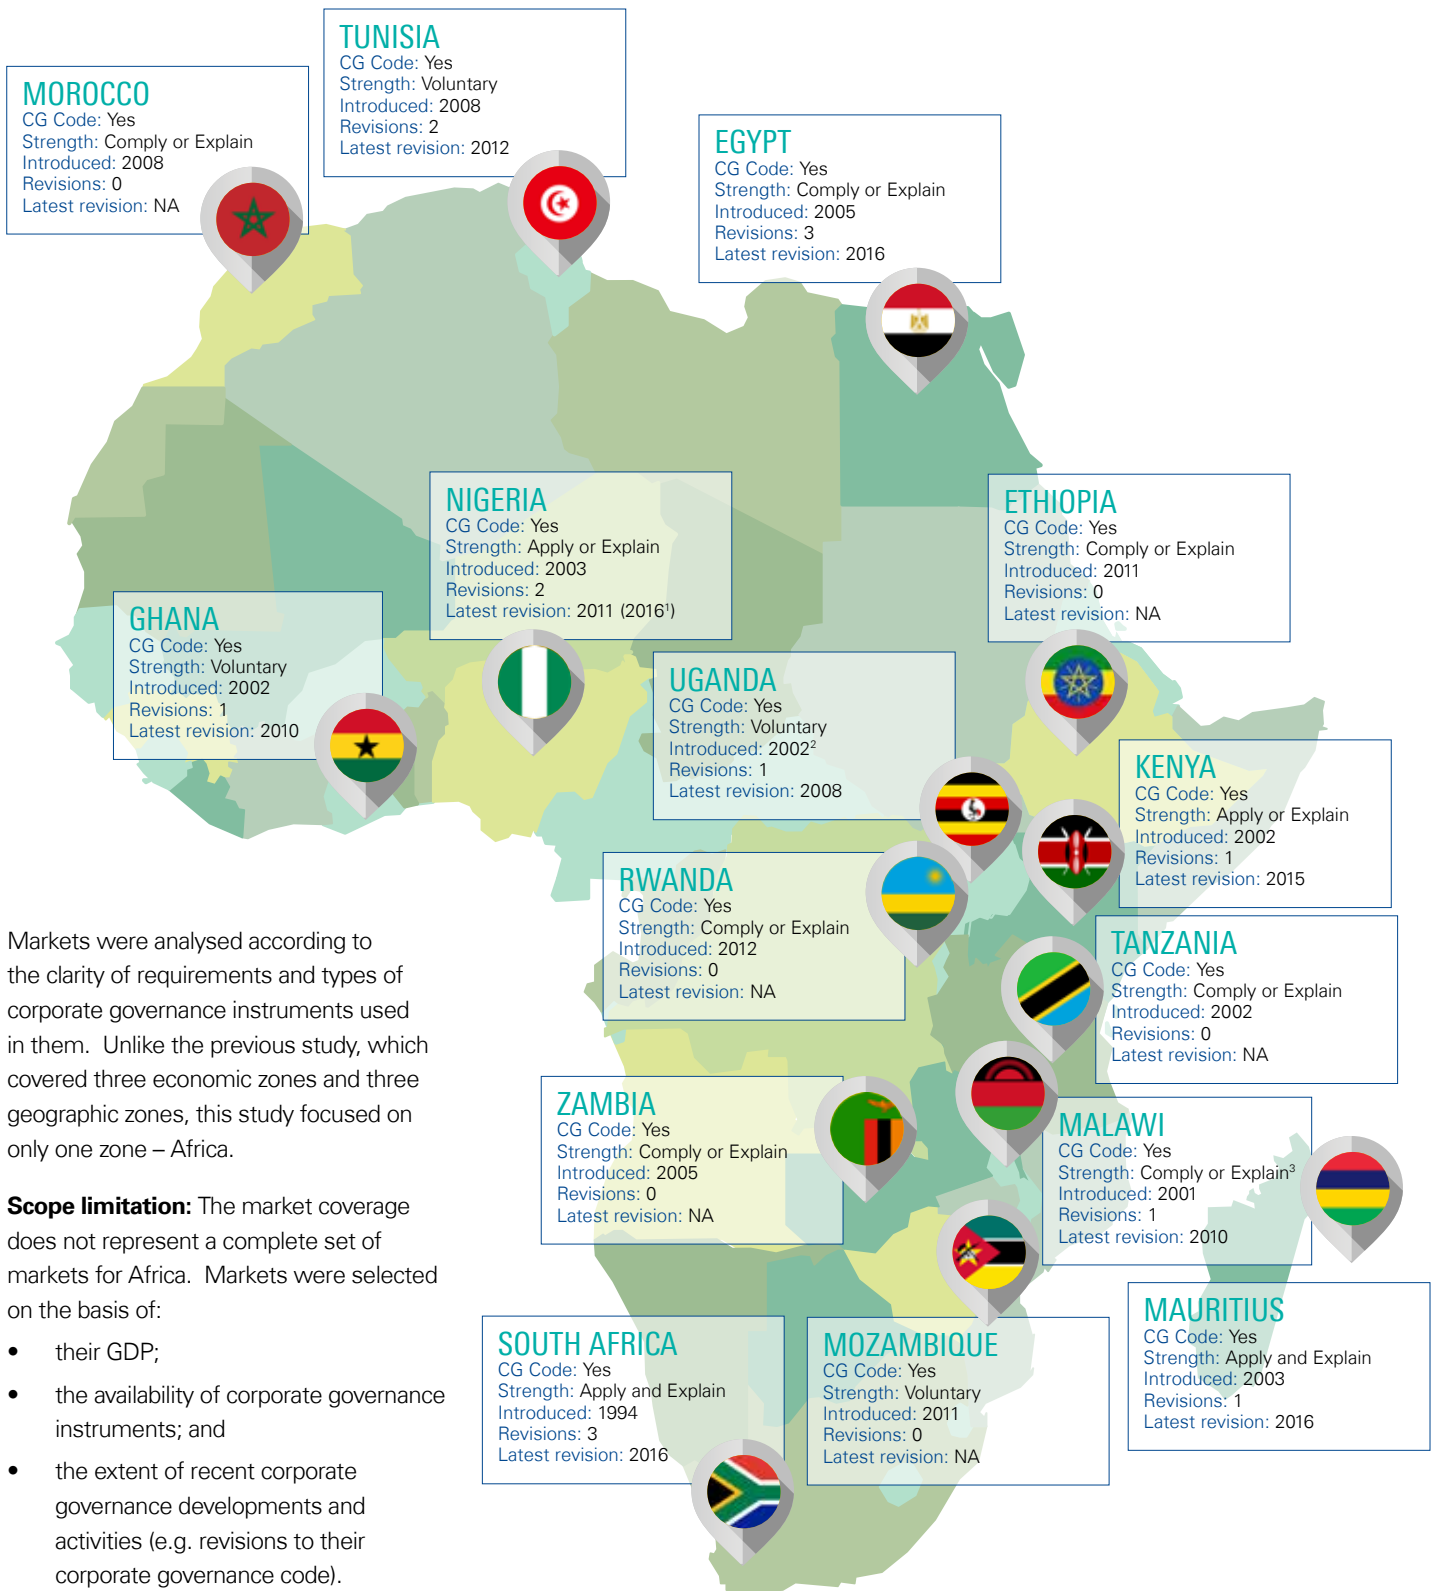 TUNISIA
CG Code: Yes
Strength: Voluntary
Introduced: 2008
Revisions: 2
Latest revision: 2012
MOROCCO
CG Code: Yes
Strength: Comply or Explain
Introduced: 2008
Revisions: 0
Latest revision: NA
EGYPT
CG Code: Yes
Strength: Comply or Explain
Introduced: 2005
Revisions: 3
Latest revision: 2016
NIGERIA
CG Code: Yes
Strength: Apply or Explain
Introduced: 2003
Revisions: 2
Latest revision: 2011 (2016¹)
ETHIOPIA
CG Code: Yes
Strength: Comply or Explain
Introduced: 2011
Revisions: 0
Latest revision: NA
GHANA
CG Code: Yes
Strength: Voluntary
Introduced: 2002
Revisions: 1
Latest revision: 2010
UGANDA
CG Code: Yes
Strength: Voluntary
Introduced: 2002²
Revisions: 1
Latest revision: 2008
KENYA
CG Code: Yes
Strength: Apply or Explain
Introduced: 2002
Revisions: 1
Latest revision: 2015
RWANDA
CG Code: Yes
Strength: Comply or Explain
Introduced: 2012
Revisions: 0
Latest revision: NA
TANZANIA
CG Code: Yes
Strength: Comply or Explain
Introduced: 2002
Revisions: 0
Latest revision: NA
ZAMBIA
CG Code: Yes
Strength: Comply or Explain
Introduced: 2005
Revisions: 0
Latest revision: NA
MALAWI
CG Code: Yes
Strength: Comply or Explain³
Introduced: 2001
Revisions: 1
Latest revision: 2010
MAURITIUS
CG Code: Yes
Strength: Apply and Explain
Introduced: 2003
Revisions: 1
Latest revision: 2016
SOUTH AFRICA
CG Code: Yes
Strength: Apply and Explain
Introduced: 1994
Revisions: 3
Latest revision: 2016
MOZAMBIQUE
CG Code: Yes
Strength: Voluntary
Introduced: 2011
Revisions: 0
Latest revision: NA
Markets were analysed according to
the clarity of requirements and types of
corporate governance instruments used
in them. Unlike the previous study, which
covered three economic zones and three
geographic zones, this study focused on
only one zone – Africa.
Scope limitation: The market coverage
does not represent a complete set of
markets for Africa. Markets were selected
on the basis of:
• their GDP;
• the availability of corporate governance
instruments; and
• the extent of recent corporate
governance developments and
activities (e.g. revisions to their
corporate governance code).